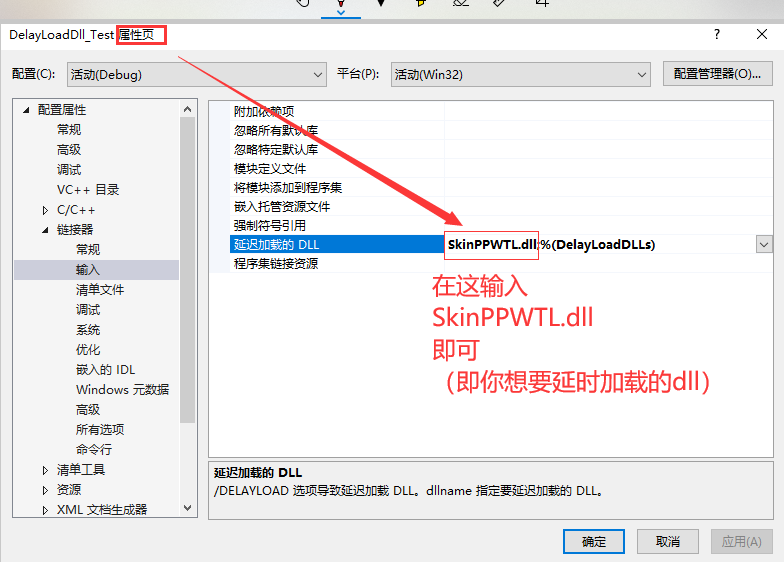 DelayLoadDll_Test 属性页
?
配置(C):
活动(Debug)
平台(P):
活动(Win32)
配置管理器(O)...
配置属性
常规
高级
调试
VC++ 目录
C/C++
链接器
常规
输入
清单文件
调试
系统
优化
嵌入的 IDL
Windows 元数据
高级
所有选项
命令行
清单工具
资源
XML 文档生成器
附加依赖项
忽略所有默认库
忽略特定默认库
模块定义文件
将模块添加到程序集
嵌入托管资源文件
强制符号引用
延迟加载的 DLL
SkinPPWTL.dll;%(DelayLoadDLLs)
程序集链接资源
在这输入
SkinPPWTL.dll
即可
（即你想要延时加载的dll）
延迟加载的 DLL
/DELAYLOAD 选项导致延迟加载 DLL。dllname 指定要延迟加载的 DLL。
确定
取消
应用(A)